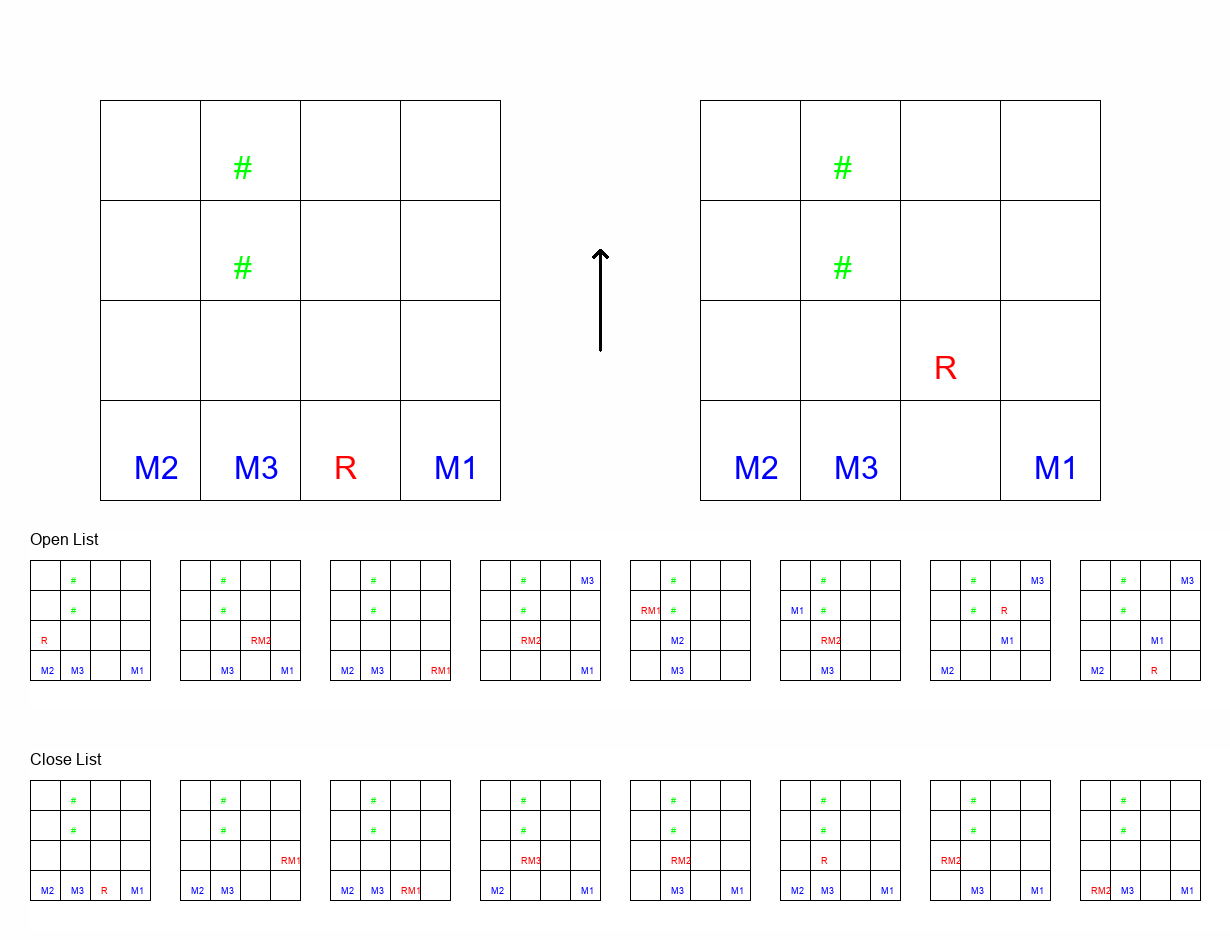 # #
# #
R
M2 M3 R M1 M2 M3 M1
Open List
# # # # M3 # # # M3 # M3
# # # # RM1 # M1 # # R #
R RM2 RM2 M2 RM2 M1 M1
M2 M3 M1 M3 M1 M2 M3 RM1 M1 M3 M3 M2 M2 R
Close List
# # # # # # # #
# # # # # # # #
RM1 RM3 RM2 R RM2
M2 M3 R M1 M2 M3 M2 M3 RM1 M2 M1 M3 M1 M2 M3 M1 M3 M1 RM2 M3 M1